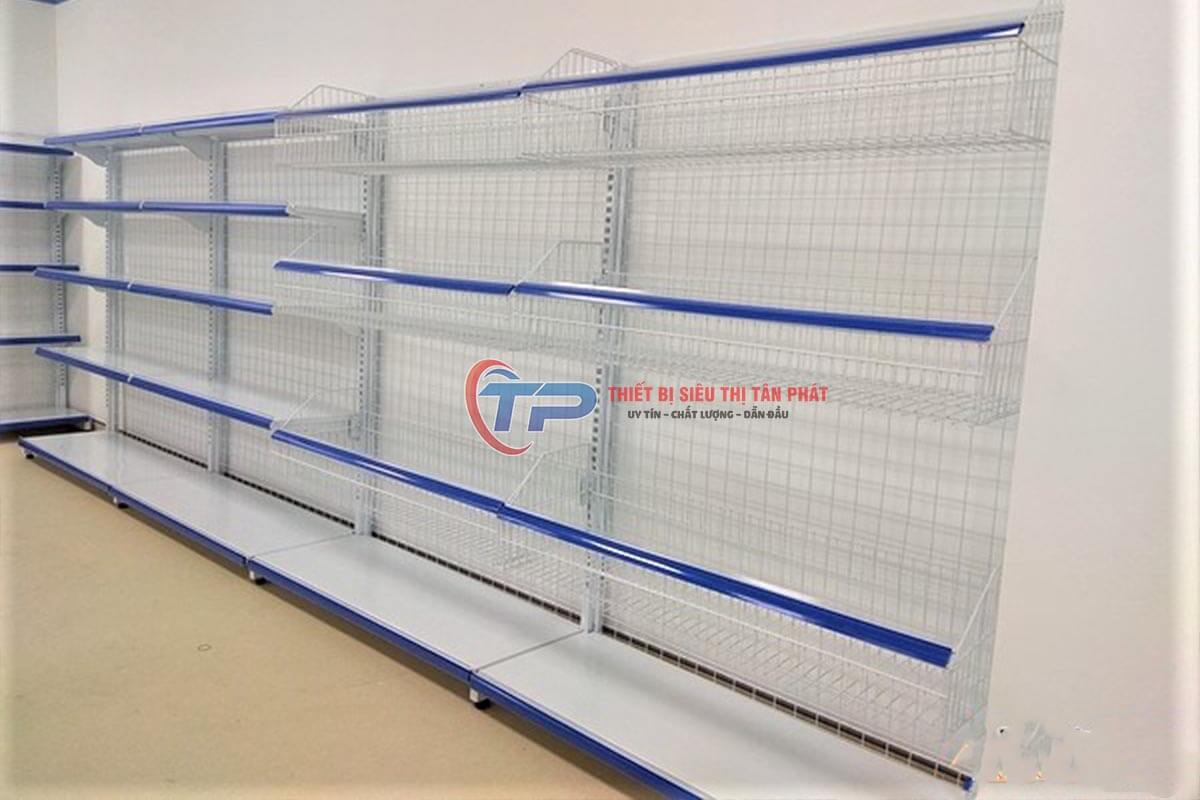 TP
THIẾT BỊ SIÊU THỊ TÂN PHÁT
UY TÍN - CHẤT LƯỢNG - DẪN ĐẦU